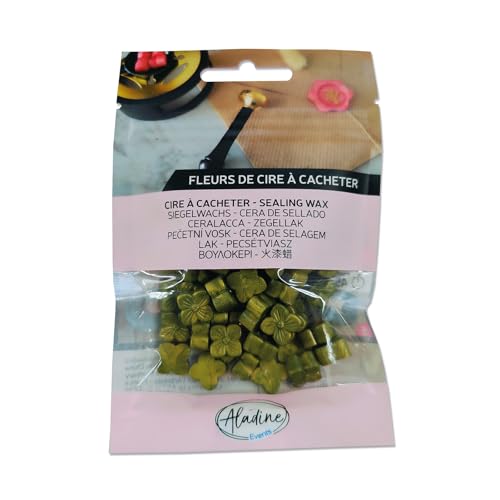 FLEURS DE CIRE À CACHETER
CIRE À CACHETER - SEALING WAX
SIEGELWACHS - CERA DE SELLADO
CERALACCA - ZEGELLAK
PEČETNÍ VOSK - CERA DE SELAGEM
LAK - PECSÉTVIASZ
ΒΟΥΛΟΚΕΡΙ - 火漆蜡
Aladine
Events